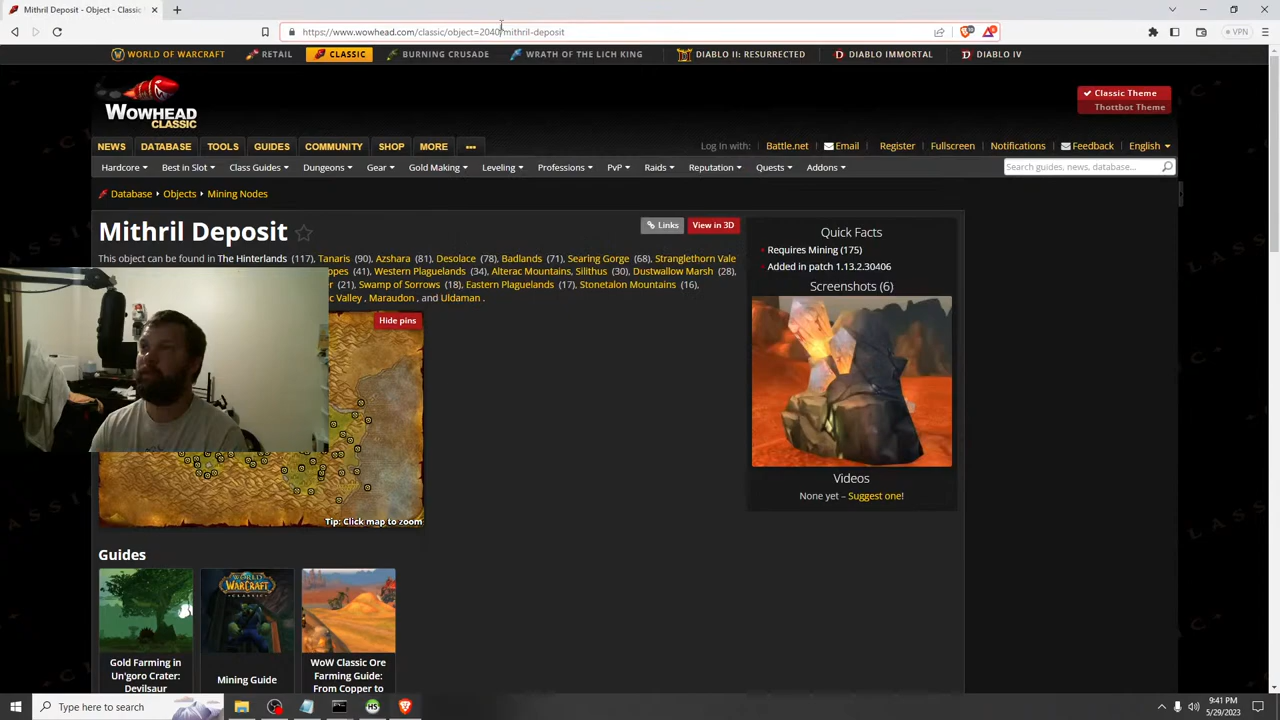 Mithril Deposit - Object - Classic
https://www.wowhead.com/classic/object=2040/mithril-deposit
VPN
WORLD OF WARCRAFT RETAIL CLASSIC BURNING CRUSADE WRATH OF THE LICH KING DIABLO II: RESURRECTED DIABLO IMMORTAL DIABLO IV
WOWHEAD
CLASSIC
Classic Theme
Thottbot Theme
NEWS DATABASE TOOLS GUIDES COMMUNITY SHOP MORE ... Log In with: Battle.net Email Register Fullscreen Notifications Feedback English
Hardcore Best in Slot Class Guides Dungeons Gear Gold Making Leveling Professions PvP Raids Reputation Quests Addons Search guides, news, database...
Database Objects Mining Nodes
Mithril Deposit
Links View in 3D
This object can be found in The Hinterlands (117), Tanaris (90), Azshara (81), Desolace (78), Badlands (71), Searing Gorge (68), Stranglethorn Vale
opes (41), Western Plaguelands (34), Alterac Mountains, Silithus (30), Dustwallow Marsh (28),
r (21), Swamp of Sorrows (18), Eastern Plaguelands (17), Stonetalon Mountains (16),
ic Valley , Maraudon , and Uldaman .
Hide pins
Tip: Click map to zoom
Quick Facts
Requires Mining (175)
Added in patch 1.13.2.30406
Screenshots (6)
Videos
None yet – Suggest one!
Guides
WORLD
WARCRAFT
CLASSIC
Gold Farming in
Un'goro Crater:
Devilsaur
Mining Guide
WoW Classic Ore
Farming Guide:
From Copper to
Type here to search
HS
9:41 PM
5/29/2023